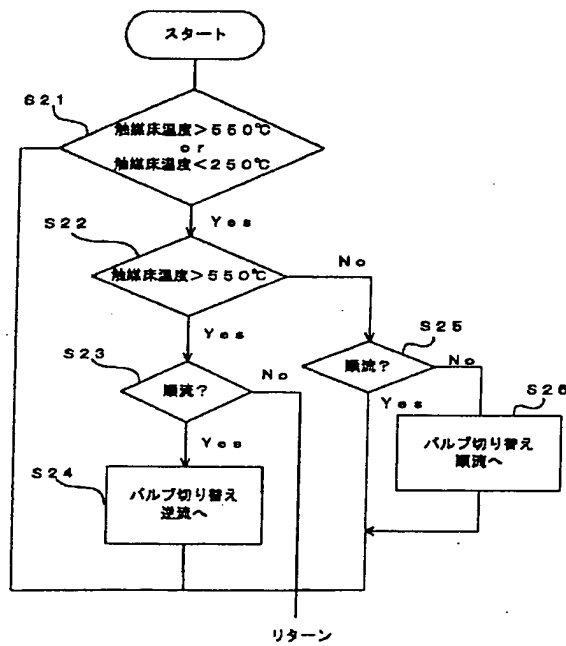 スタート
S21
触媒床温度>550℃
or
触媒床温度<250℃
Yes
S22
触媒床温度>550℃
No
Yes
S23
順流?
No
S25
順流?
No
Yes
S26
バルブ切り替え
順流へ
Yes
S24
バルブ切り替え
逆流へ
リターン